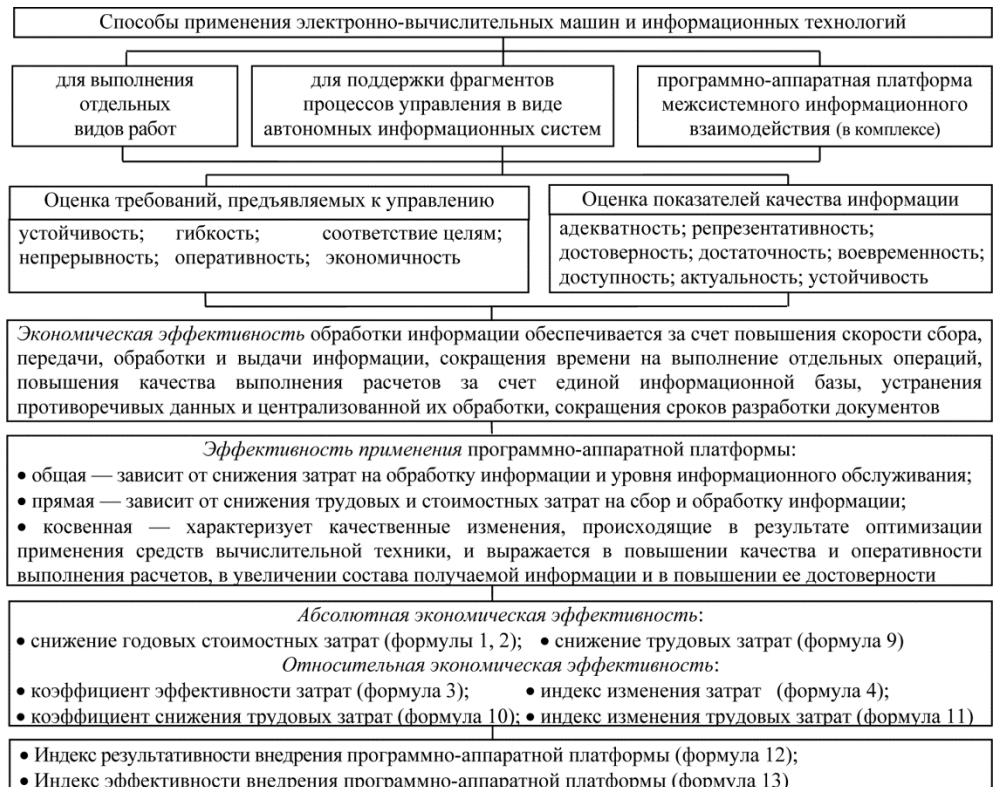 Способы применения электронно-вычислительных машин и информационных технологий
для выполнения
отдельных
видов работ
для поддержки фрагментов
процессов управления в виде
автономных информационных систем
программно-аппаратная платформа
межсистемного информационного
взаимодействия (в комплексе)
Оценка требований, предъявляемых к управлению
устойчивость; гибкость; соответствие целям;
непрерывность; оперативность; экономичность
Оценка показателей качества информации
адекватность; репрезентативность;
достоверность; достаточность; воевременность;
доступность; актуальность; устойчивость
Экономическая эффективность обработки информации обеспечивается за счет повышения скорости сбора,
передачи, обработки и выдачи информации, сокращения времени на выполнение отдельных операций,
повышения качества выполнения расчетов за счет единой информационной базы, устранения
противоречивых данных и централизованной их обработки, сокращения сроков разработки документов
Эффективность применения программно-аппаратной платформы:
• общая — зависит от снижения затрат на обработку информации и уровня информационного обслуживания;
• прямая — зависит от снижения трудовых и стоимостных затрат на сбор и обработку информации;
• косвенная — характеризует качественные изменения, происходящие в результате оптимизации
применения средств вычислительной техники, и выражается в повышении качества и оперативности
выполнения расчетов, в увеличении состава получаемой информации и в повышении ее достоверности
Абсолютная экономическая эффективность:
• снижение годовых стоимостных затрат (формулы 1, 2); • снижение трудовых затрат (формула 9)
Относительная экономическая эффективность:
• коэффициент эффективности затрат (формула 3); • индекс изменения затрат (формула 4);
• коэффициент снижения трудовых затрат (формула 10); • индекс изменения трудовых затрат (формула 11)
• Индекс результативности внедрения программно-аппаратной платформы (формула 12);
• Индекс эффективности внедрения программно-аппаратной платформы (формула 13)